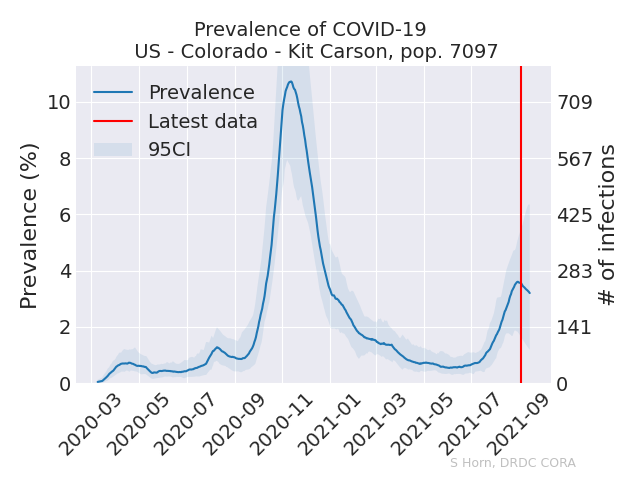 Prevalence of COVID-19
US - Colorado - Kit Carson, pop. 7097
Prevalence
Latest data
95CI
Prevalence (%)
10
8
6
4
2
0
# of infections
709
567
425
283
141
0
2020-03
2020-05
2020-07
2020-09
2020-11
2021-01
2021-03
2021-05
2021-07
2021-09
S Horn, DRDC CORA